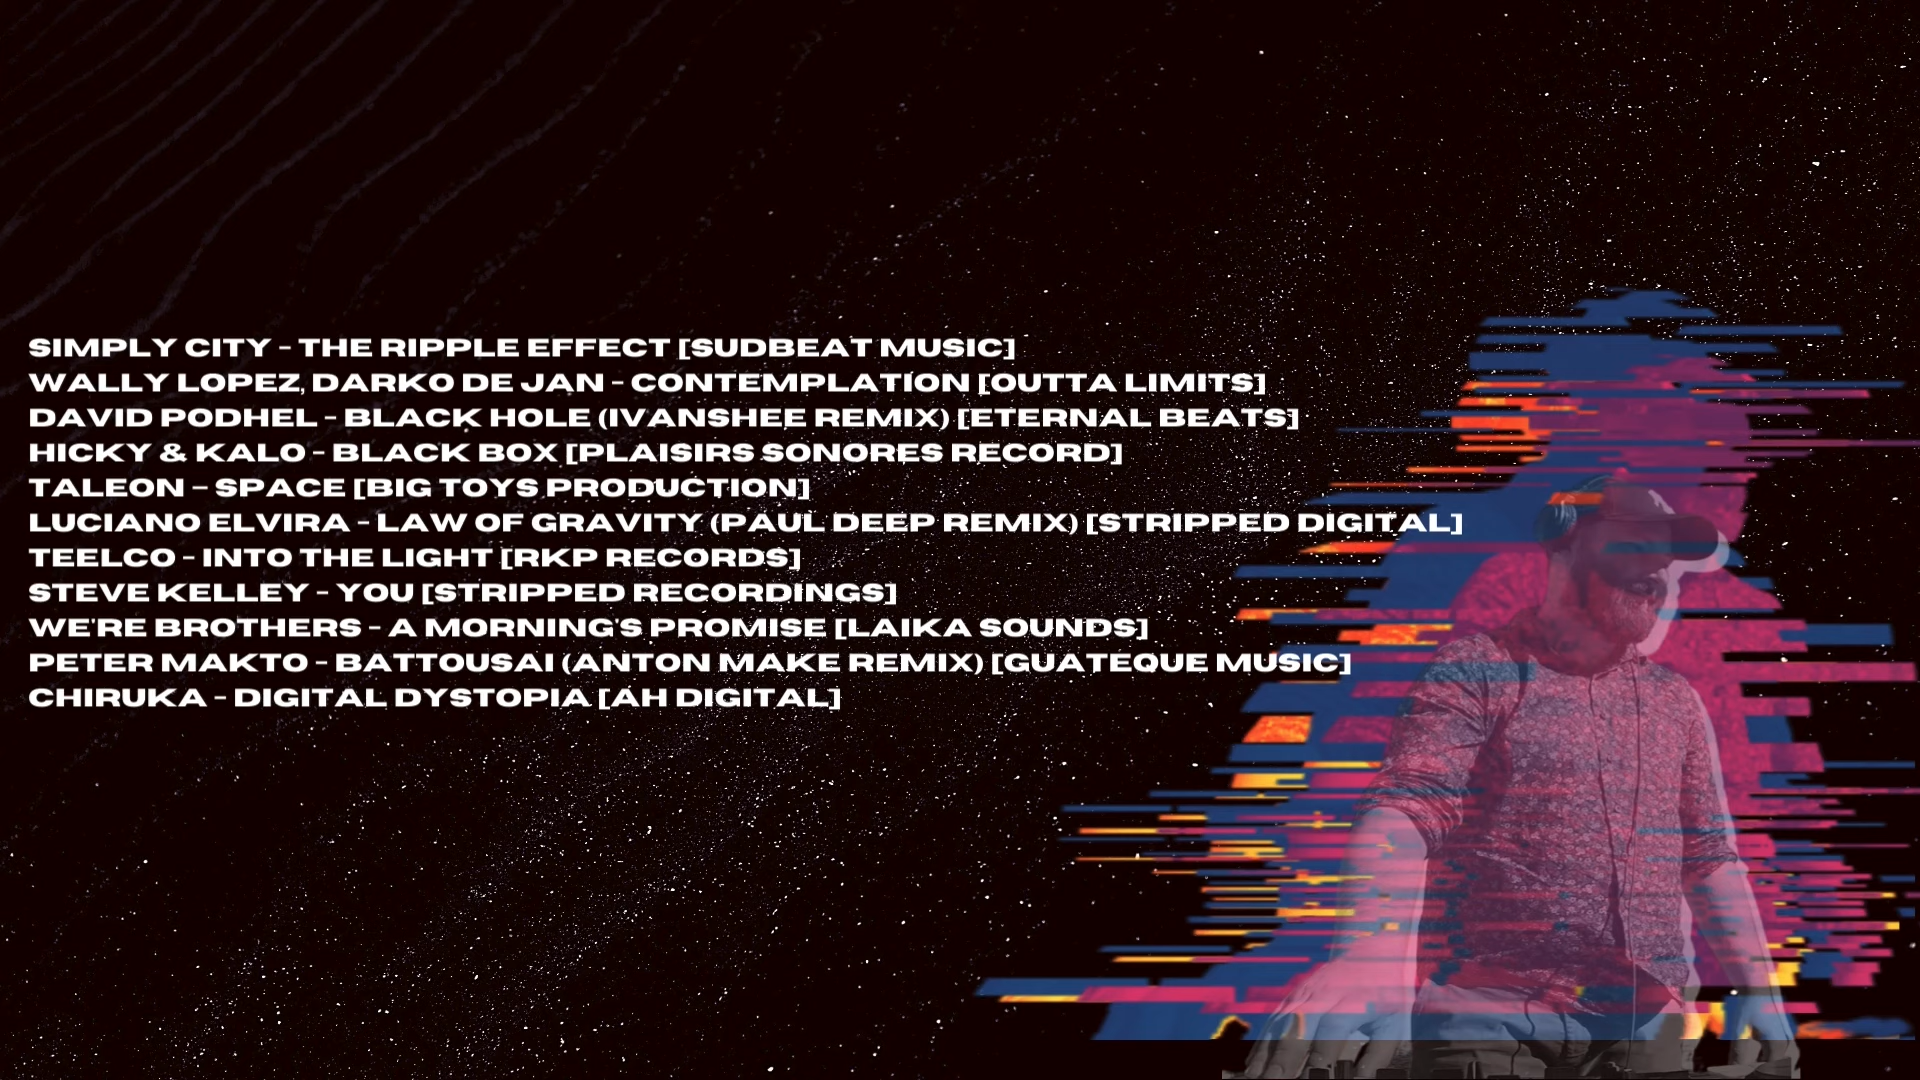 SIMPLY CITY - THE RIPPLE EFFECT [SUDBEAT MUSIC]
WALLY LOPEZ, DARKO DE JAN - CONTEMPLATION [OUTTA LIMITS]
DAVID PODHEL - BLACK HOLE (IVANSHEE REMIX) [ETERNAL BEATS]
HICKY & KALO - BLACK BOX [PLAISIRS SONORES RECORD]
TALEON – SPACE [BIG TOYS PRODUCTION]
LUCIANO ELVIRA - LAW OF GRAVITY (PAUL DEEP REMIX) [STRIPPED DIGITAL]
TEELCO - INTO THE LIGHT [RKP RECORDS]
STEVE KELLEY - YOU [STRIPPED RECORDINGS]
WE'RE BROTHERS - A MORNING'S PROMISE [LAIKA SOUNDS]
PETER MAKTO - BATTOUSAI (ANTON MAKE REMIX) [GUATEQUE MUSIC]
CHIRUKA - DIGITAL DYSTOPIA [AH DIGITAL]